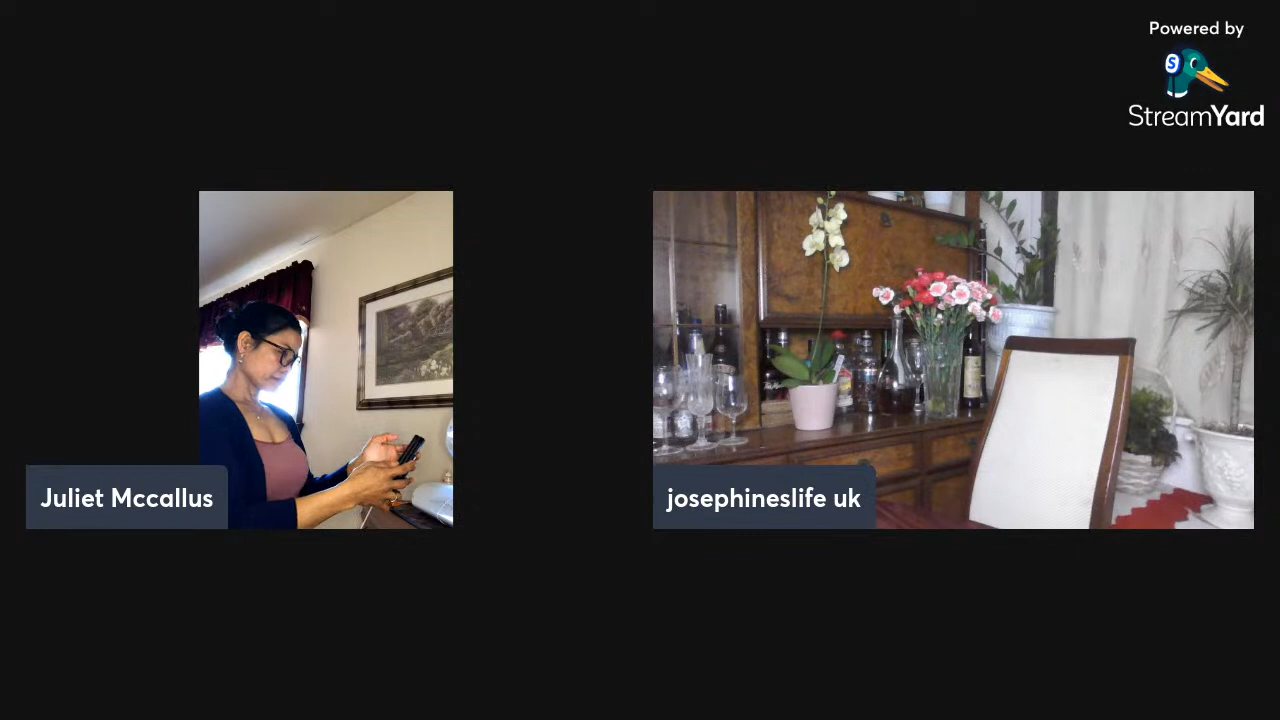 Powered by
S
StreamYard
Juliet Mccallus
josephineslife uk